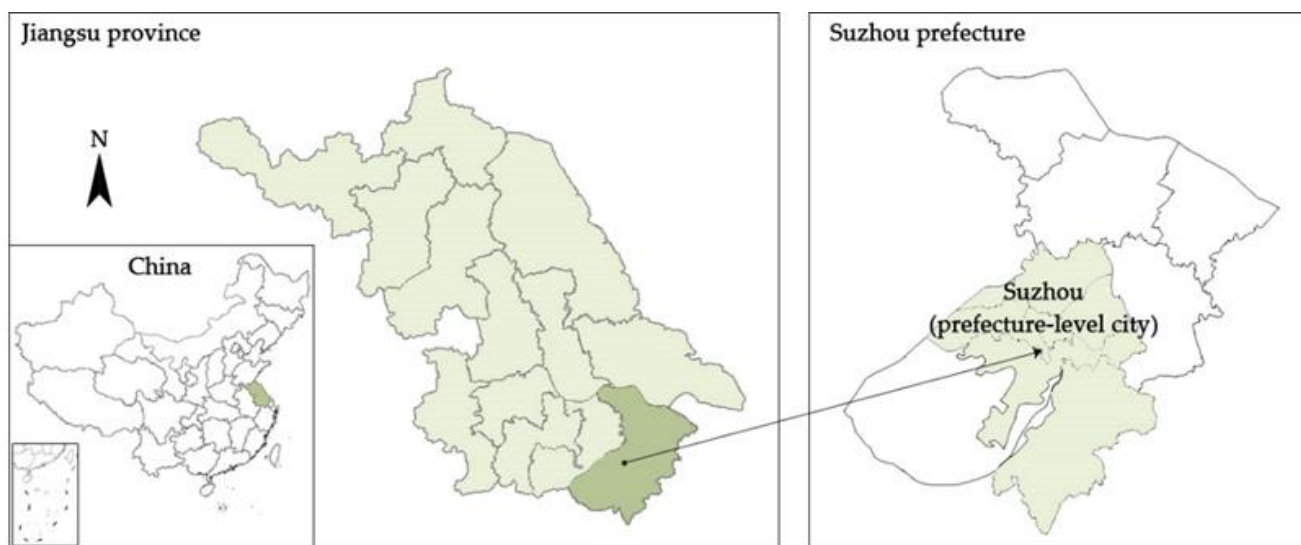 Jiangsu province
N
China
Suzhou prefecture
Suzhou
(prefecture-level city)